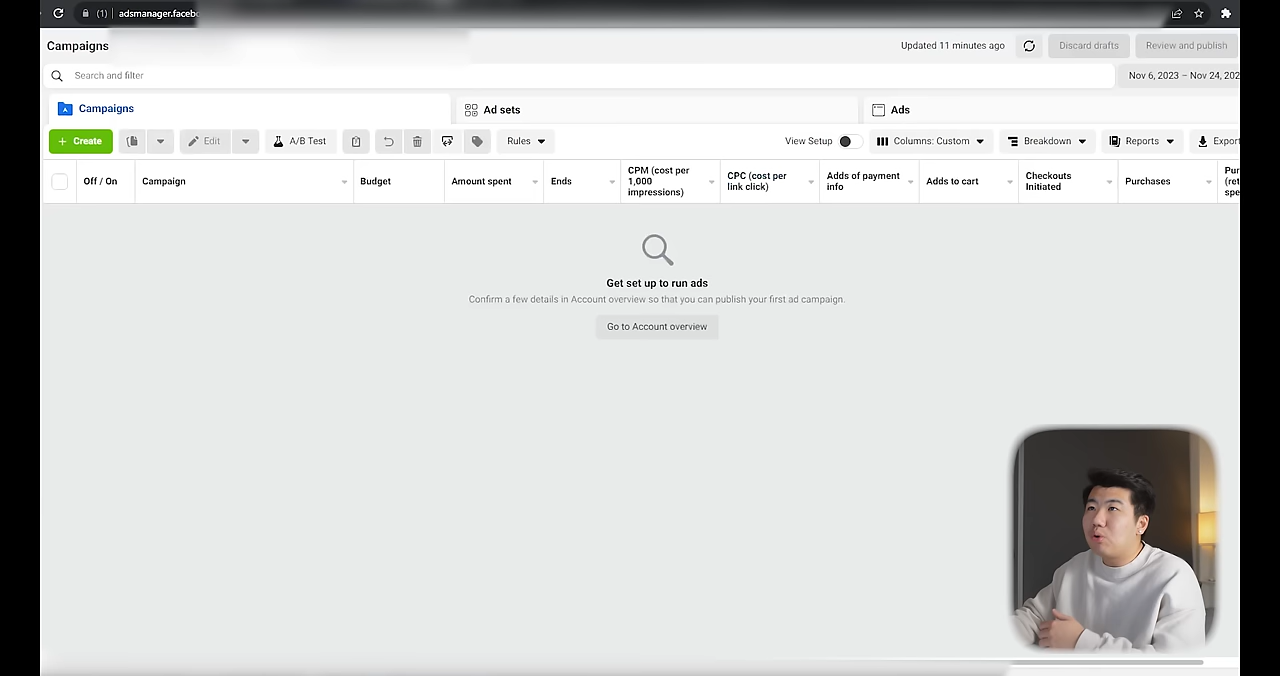 (1) adsmanager.faceb
Campaigns
Updated 11 minutes ago
Discard drafts
Review and publish
Search and filter
Nov 6, 2023 – Nov 24, 202
Campaigns
Ad sets
Ads
+ Create
Edit
A/B Test
Rules
View Setup
Columns: Custom
Breakdown
Reports
Export
Off / On
Campaign
Budget
Amount spent
Ends
CPM (cost per
1,000
impressions)
CPC (cost per
link click)
Adds of payment
info
Adds to cart
Checkouts
Initiated
Purchases
Pur
(ret
spe
Get set up to run ads
Confirm a few details in Account overview so that you can publish your first ad campaign.
Go to Account overview